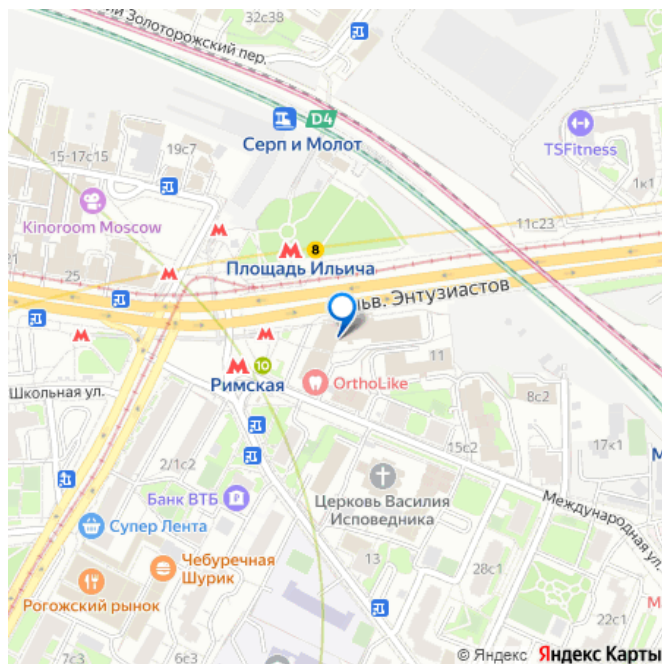 Золоторожский пер.
32с38
D4
Серп и Молот
TSFitness
15-17с15
19с7
1к1
Kinoroom Moscow
11с23
21
25
8
Площадь Ильича
ьв. Энтузиастов
10
Римская
OrthoLike
11
Школьная ул.
8с2
15с2
17к1
М
2/1с2
Банк ВТБ
Церковь Василия
Исповедника
Международная ул.
Супер Лента
Чебуречная
Шурик
13
28с1
Рогожский рынок
22с1
7с3
6с3
© Яндекс Яндекс Карты